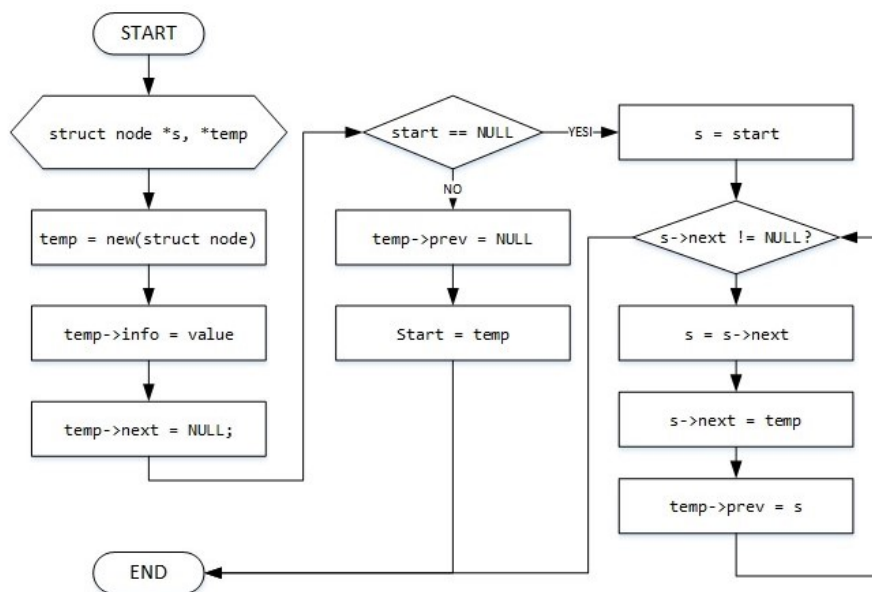 START
struct node *s, *temp
temp = new(struct node)
temp->info = value
temp->next = NULL;
start == NULL
YESI
NO
temp->prev = NULL
Start = temp
s = start
s->next != NULL?
s = s->next
s->next = temp
temp->prev = s
END